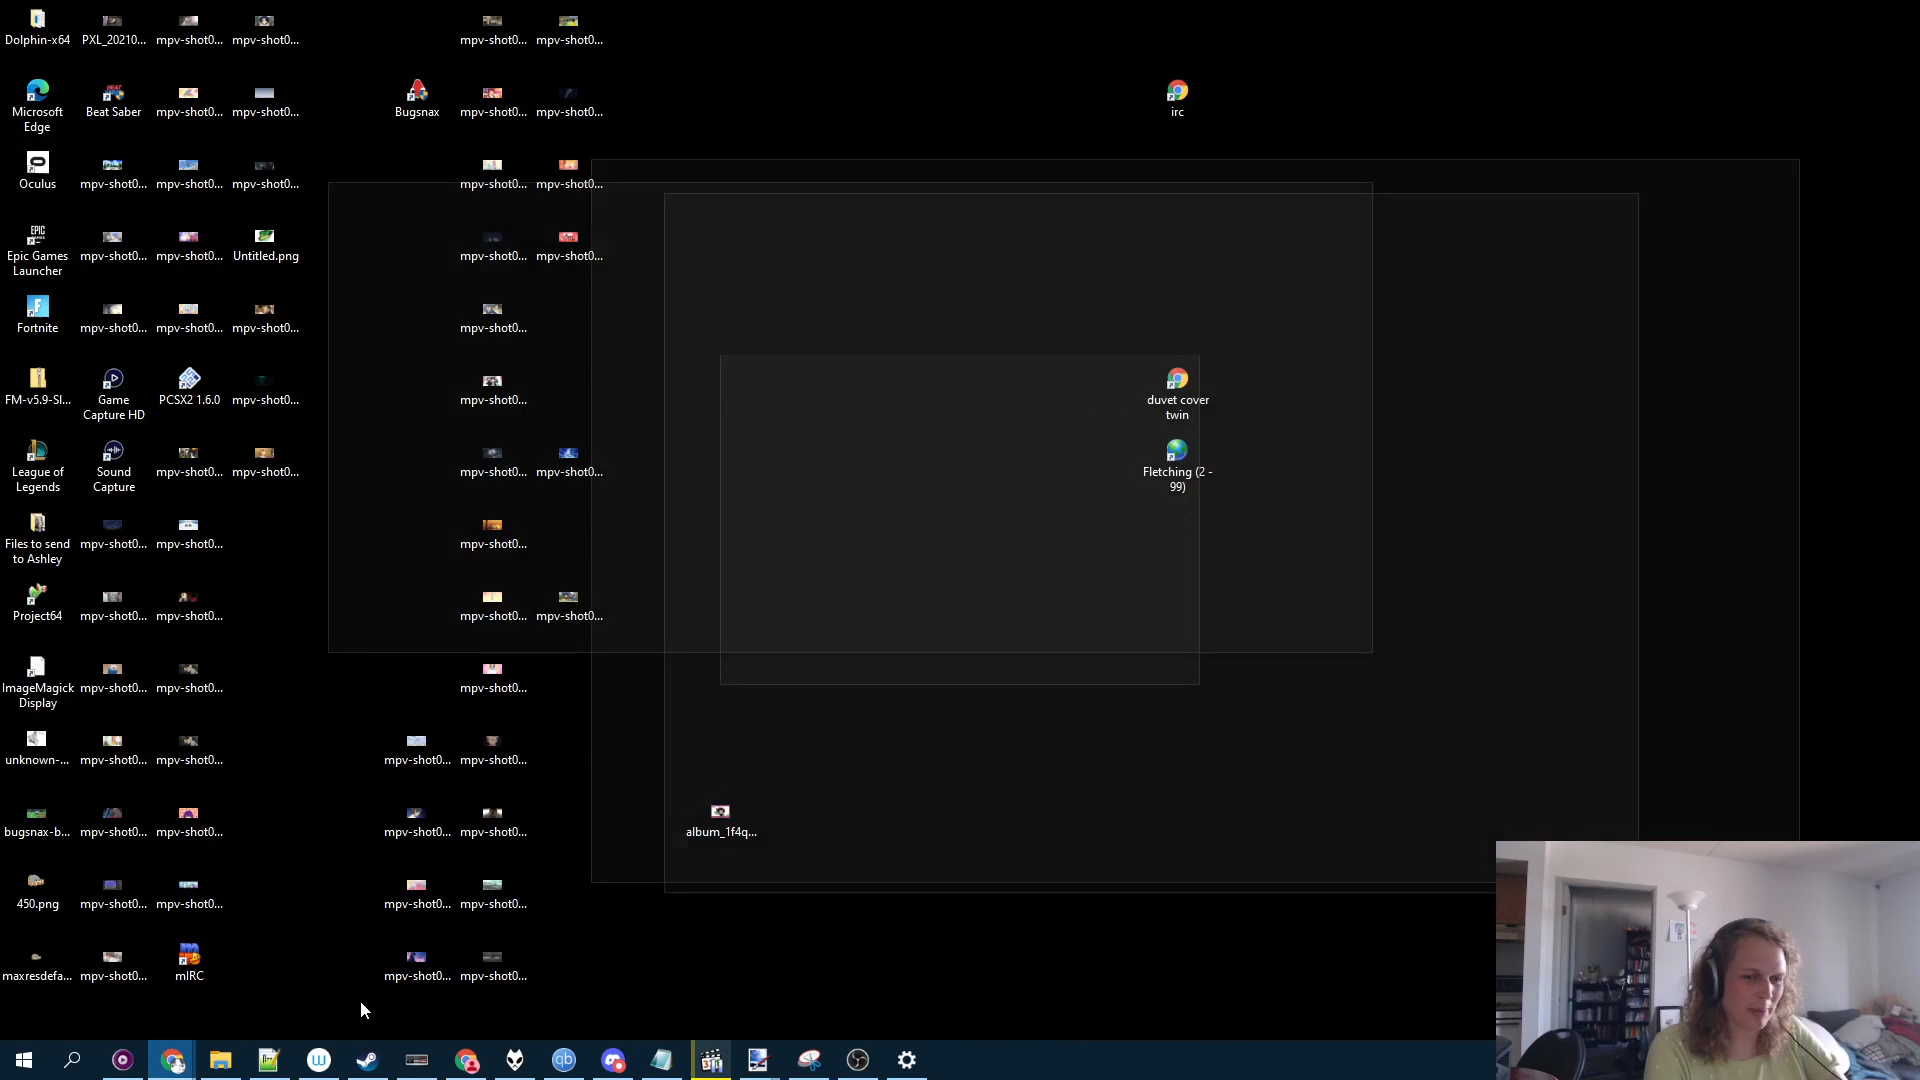 Dolphin-x64
PXL_20210...
mpv-shot0...
mpv-shot0...
mpv-shot0...
mpv-shot0...
Microsoft
Edge
Beat Saber
mpv-shot0...
mpv-shot0...
Bugsnax
mpv-shot0...
mpv-shot0...
irc
Oculus
mpv-shot0...
mpv-shot0...
mpv-shot0...
mpv-shot0...
mpv-shot0...
Epic Games
Launcher
mpv-shot0...
mpv-shot0...
Untitled.png
mpv-shot0...
mpv-shot0...
Fortnite
mpv-shot0...
mpv-shot0...
mpv-shot0...
mpv-shot0...
FM-v5.9-Sl...
Game
Capture HD
PCSX2 1.6.0
mpv-shot0...
mpv-shot0...
duvet cover
twin
League of
Legends
Sound
Capture
mpv-shot0...
mpv-shot0...
mpv-shot0...
mpv-shot0...
Fletching (2 -
99)
Files to send
to Ashley
mpv-shot0...
mpv-shot0...
mpv-shot0...
Project64
mpv-shot0...
mpv-shot0...
mpv-shot0...
mpv-shot0...
ImageMagick
Display
mpv-shot0...
mpv-shot0...
mpv-shot0...
unknown-...
mpv-shot0...
mpv-shot0...
mpv-shot0...
mpv-shot0...
bugsnax-b...
mpv-shot0...
mpv-shot0...
mpv-shot0...
mpv-shot0...
album_1f4q...
450.png
mpv-shot0...
mpv-shot0...
mpv-shot0...
mpv-shot0...
maxresdefa...
mpv-shot0...
mIRC
mpv-shot0...
mpv-shot0...